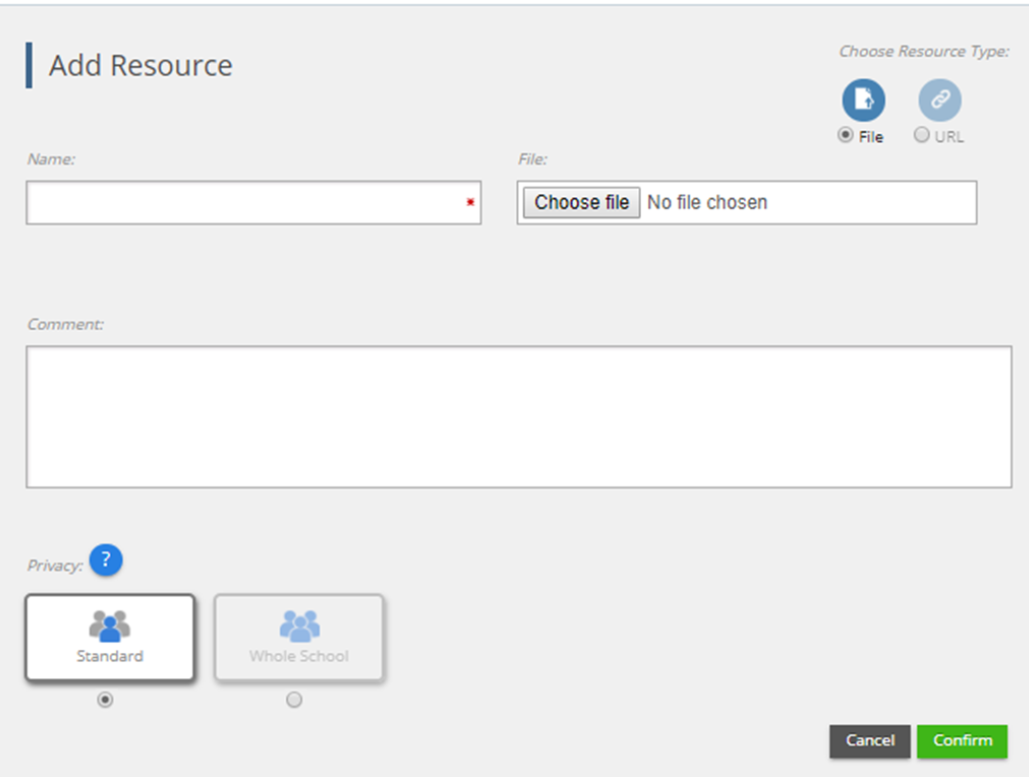 Add Resource
Choose Resource Type:
File
URL
Name:
File:
*
Choose file No file chosen
Comment:
Privacy: ?
Standard
Whole School
Cancel
Confirm